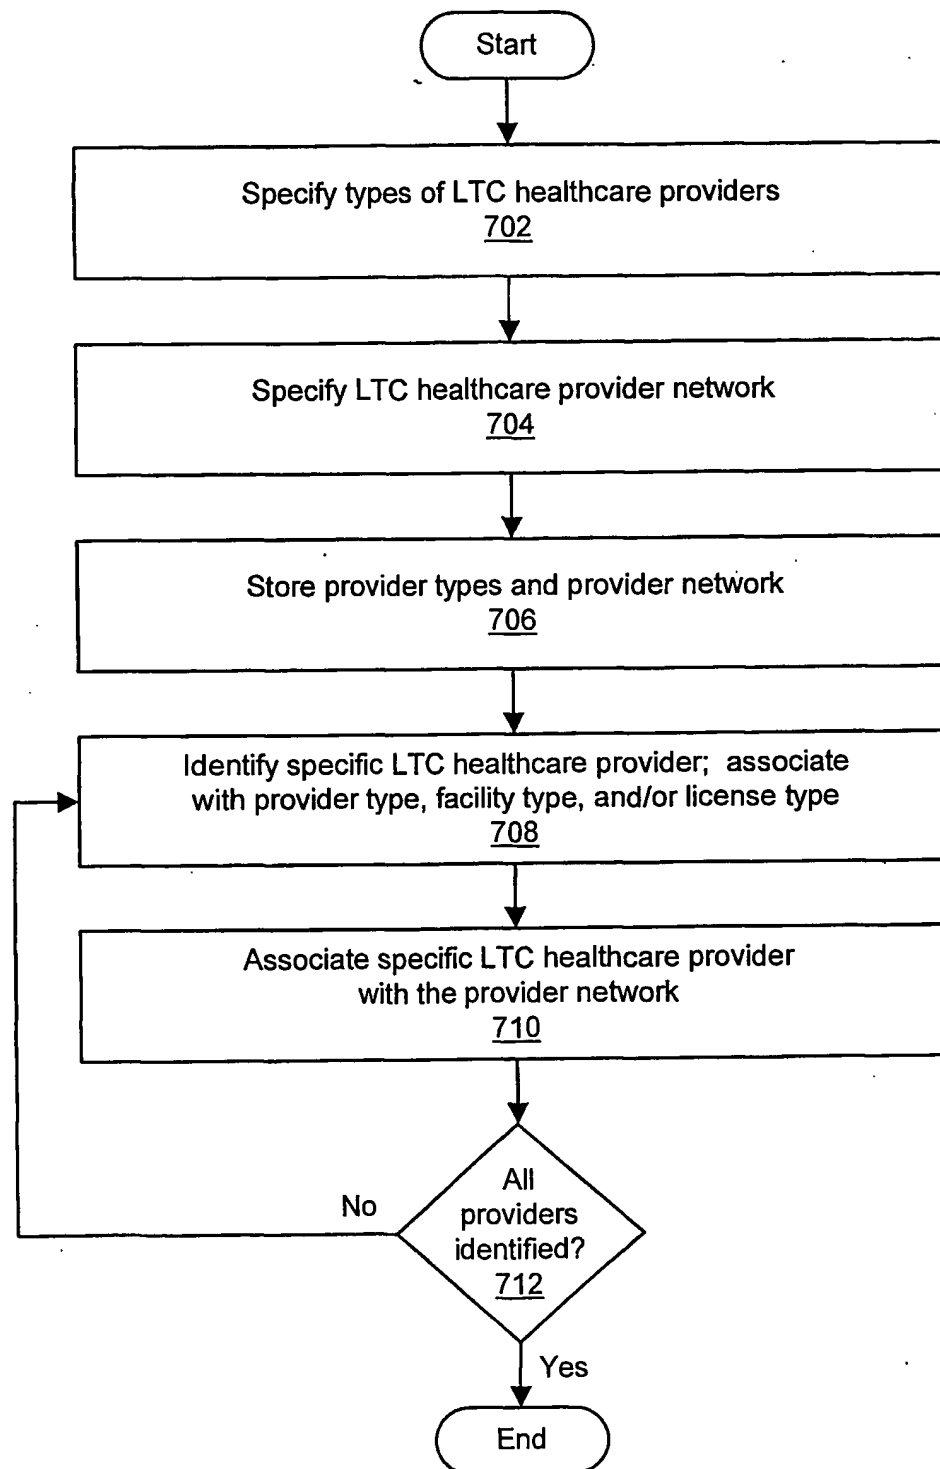 Start
Specify types of LTC healthcare providers
702
Specify LTC healthcare provider network
704
Store provider types and provider network
706
Identify specific LTC healthcare provider; associate
with provider type, facility type, and/or license type
708
Associate specific LTC healthcare provider
with the provider network
710
All
providers
identified?
712
No
Yes
End